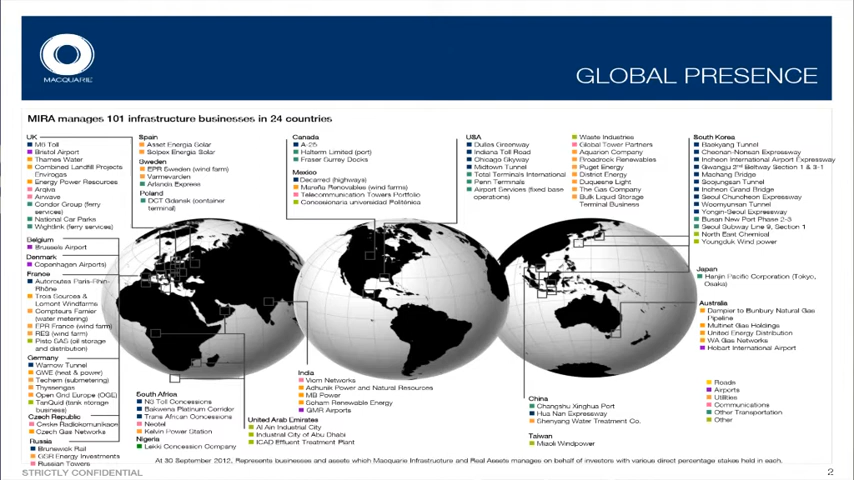 MACQUARIE
GLOBAL PRESENCE
MIRA manages 101 infrastructure businesses in 24 countries
UK
M6 Toll
Bristol Airport
Thames Water
Combined Landfill Projects
Envirogas
Energy Power Resources
Arqiva
Airwave
Condor Group (ferry
services)
National Car Parks
Wightlink (ferry services)
Belgium
Brussels Airport
Denmark
Copenhagen Airports)
France
Autoroutes Paris-Rhin-
Rhône
Trois Sources &
Lomont Windfarms
Compteurs Farnier
(water metering)
EPR France (wind farm)
RES (wind farm)
Pisto SAS (oil storage
and distribution)
Germany
Warnow Tunnel
GWE (heat & power)
Techem (submetering)
Thyssengas
Open Grid Europe (OGE)
TanQuid (tank storage
business)
Czech Republic
Ceske Radiokomunikace
Czech Gas Networks
Russia
Brunswick Rail
GSR Energy Investments
Russian Towers
Spain
Asset Energia Solar
Solpex Energia Solar
Sweden
EPR Sweden (wind farm)
Varmevarden
Arlanda Express
Poland
DCT Gdansk (container
terminal)
Canada
A-25
Halterm Limited (port)
Fraser Surrey Docks
Mexico
Decarred (highways)
Mareña Renovables (wind farms)
Telecommunication Towers Portfolio
Concesionaria universidad Politécnica
USA
Dulles Greenway
Indiana Toll Road
Chicago Skyway
Midtown Tunnel
Total Terminals International
Penn Terminals
Airport Services (fixed base
operations)
Waste Industries
Global Tower Partners
Aquarion Company
Broadrock Renewables
Puget Energy
District Energy
Duquesne Light
The Gas Company
Bulk Liquid Storage
Terminal Business
South Korea
Baekyang Tunnel
Cheonan-Nonsan Expressway
Incheon International Airport Expressway
Gwangju 2nd Beltway Section 1 & 3-1
Machang Bridge
Soojungsan Tunnel
Incheon Grand Bridge
Seoul Chuncheon Expressway
Woomyunsan Tunnel
Yongin-Seoul Expressway
Busan New Port Phase 2-3
Seoul Subway Line 9, Section 1
North East Chemical
Youngduk Wind power
Japan
Hanjin Pacific Corporation (Tokyo,
Osaka)
Australia
Dampier to Bunbury Natural Gas
Pipeline
Multinet Gas Holdings
United Energy Distribution
WA Gas Networks
Hobart International Airport
South Africa
N3 Toll Concessions
Bakwena Platinum Corridor
Trans African Concessions
Neotel
Kelvin Power Station
Nigeria
Lekki Concession Company
United Arab Emirates
Al Ain Industrial City
Industrial City of Abu Dhabi
ICAD Effluent Treatment Plant
India
Viom Networks
Adhunik Power and Natural Resources
MB Power
Soham Renewable Energy
GMR Airports
China
Changshu Xinghua Port
Hua Nan Expressway
Shenyang Water Treatment Co.
Taiwan
Miaoli Windpower
Roads
Airports
Utilities
Communications
Other Transportation
Other
At 30 September 2012, Represents businesses and assets which Macquarie Infrastructure and Real Assets manages on behalf of investors with various direct percentage stakes held in each.
STRICTLY CONFIDENTIAL
2